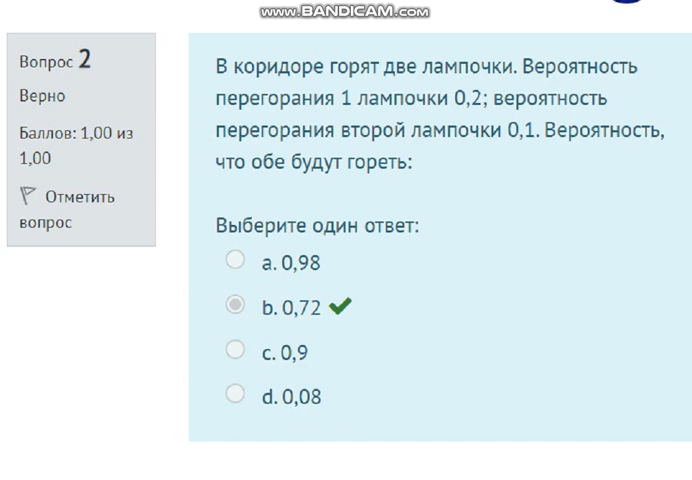 www.BANDICAM.com
Вопрос 2
Верно
Баллов: 1,00 из
1,00
Отметить
вопрос
В коридоре горят две лампочки. Вероятность
перегорания 1 лампочки 0,2; вероятность
перегорания второй лампочки 0,1. Вероятность,
что обе будут гореть:
Выберите один ответ:
a. 0,98
b. 0,72
c. 0,9
d. 0,08